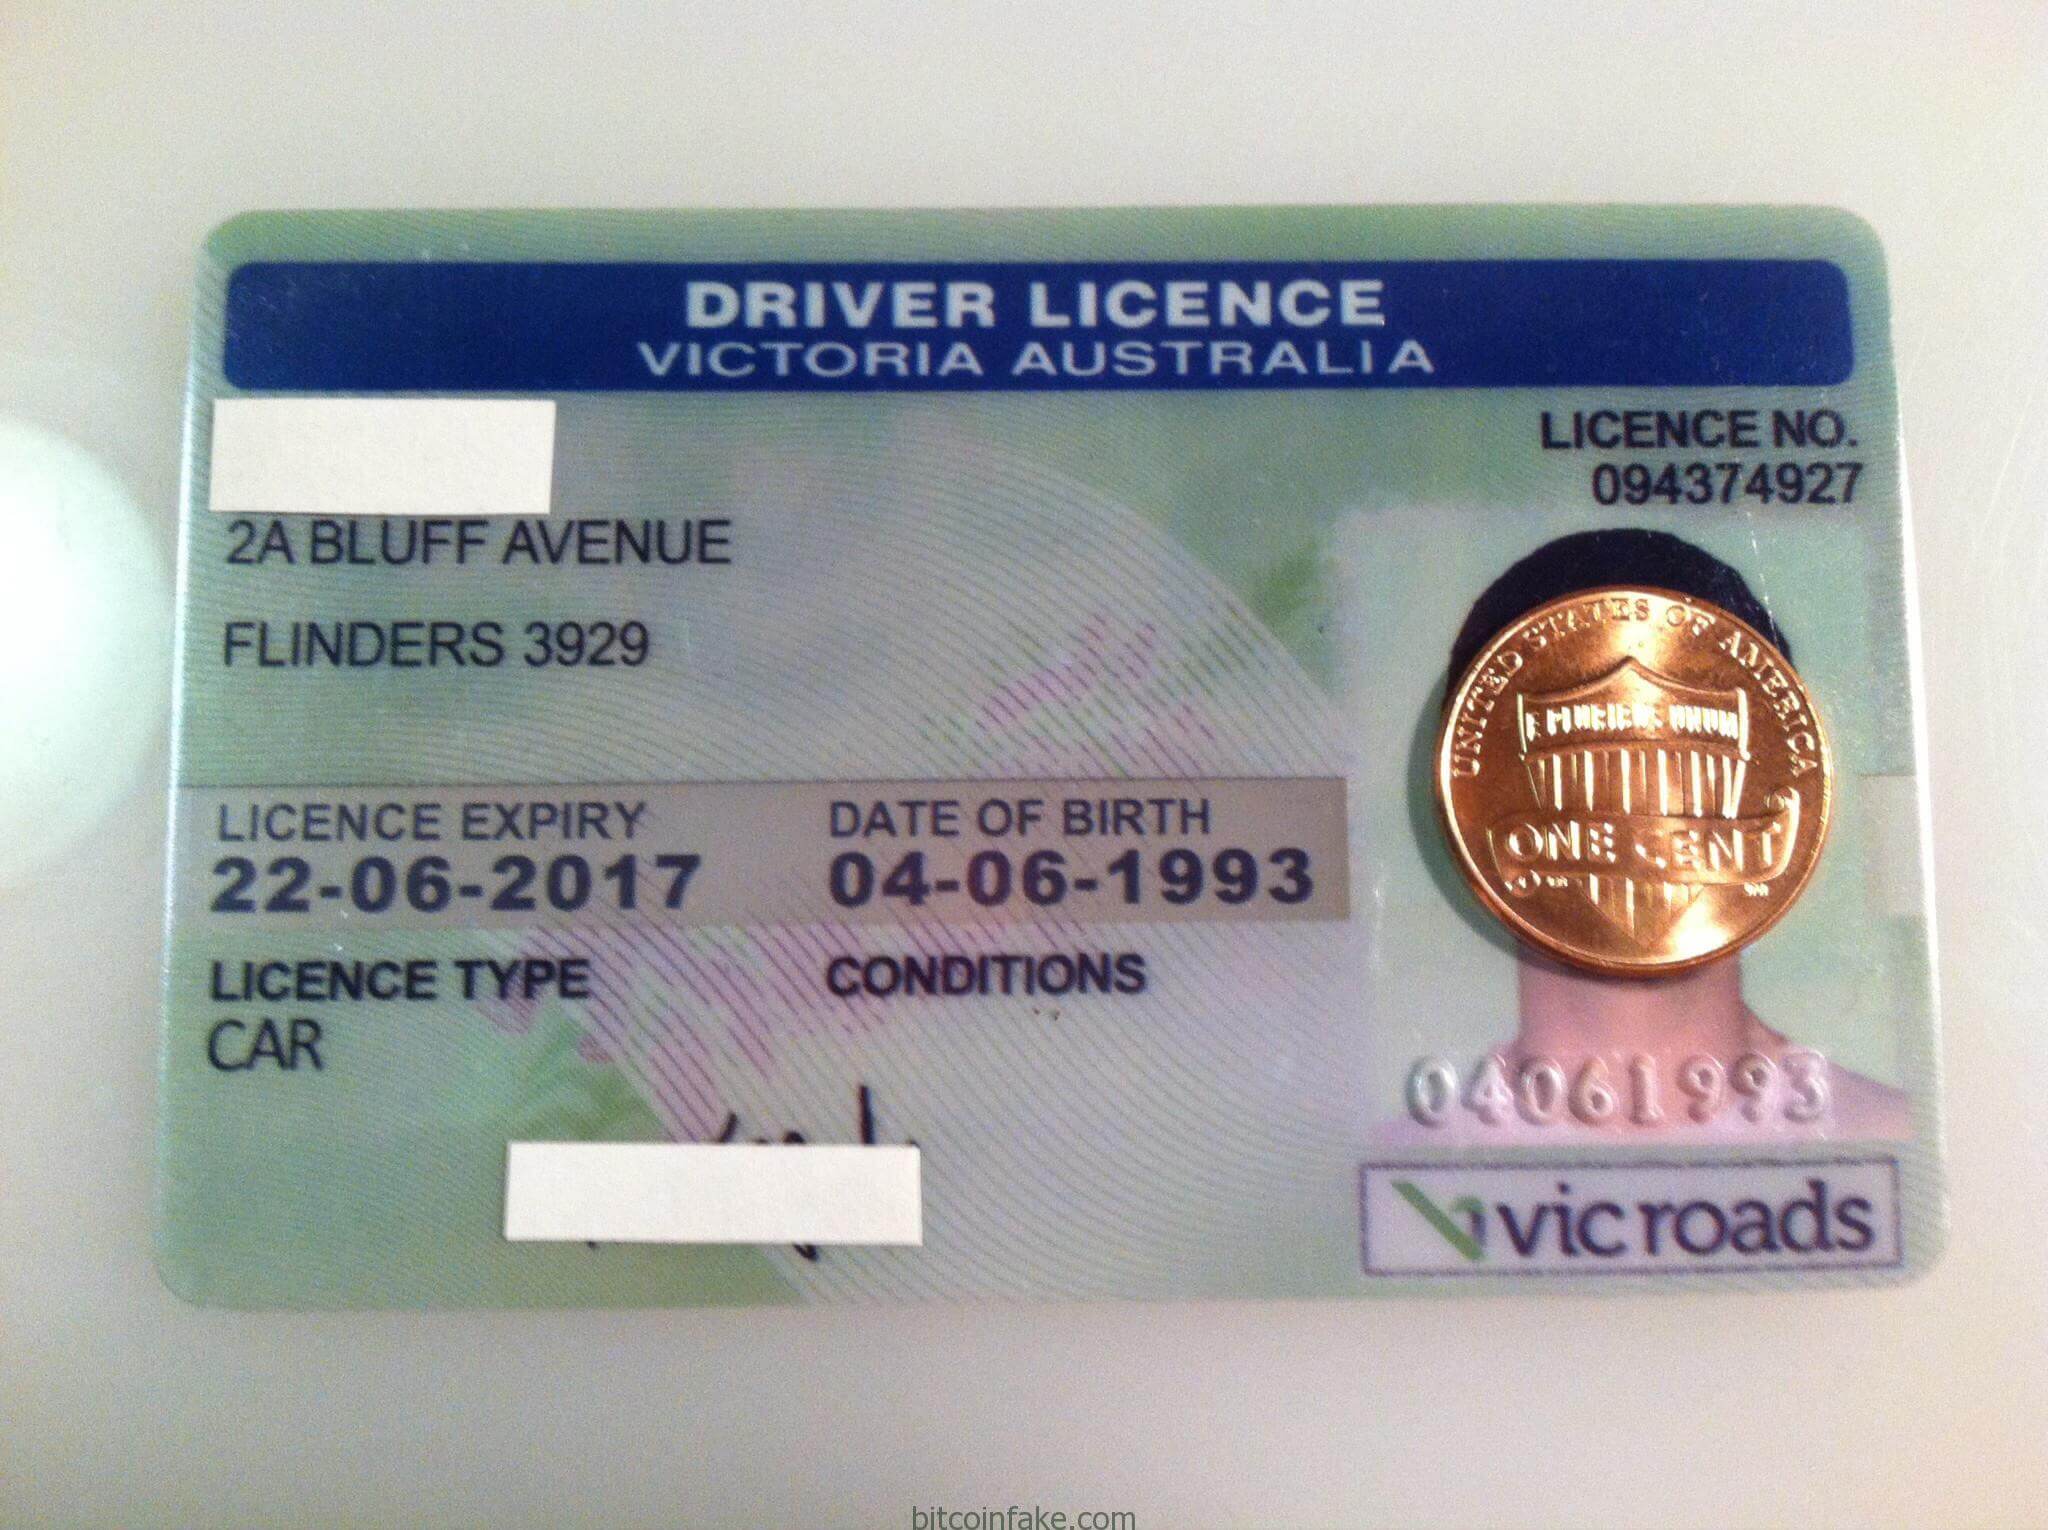 DRIVER LICENCE
VICTORIA AUSTRALIA
LICENCE NO.
094374927
2A BLUFF AVENUE
FLINDERS 3929
UNITED STATES OF AMERICA
E PLURIBUS UNUM
ONE CENT
LICENCE EXPIRY DATE OF BIRTH
22-06-2017 04-06-1993
LICENCE TYPE CONDITIONS
CAR
04061993
vic roads
bitcoinfake.com